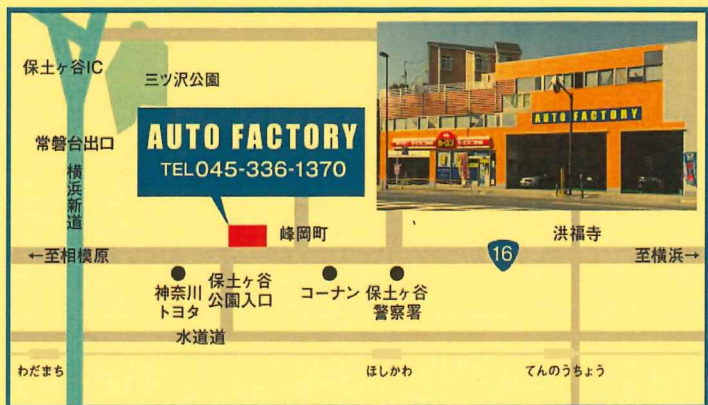 保土ヶ谷IC
三ツ沢公園
常磐台出口
横浜新道
AUTO FACTORY
TEL045-336-1370
AUTO FACTORY
峰岡町
洪福寺
←至相模原
16
至横浜→
神奈川
トヨタ
保土ヶ谷
公園入口
コーナン
保土ヶ谷
警察署
水道道
わだまち
ほしかわ
てんのうちょう